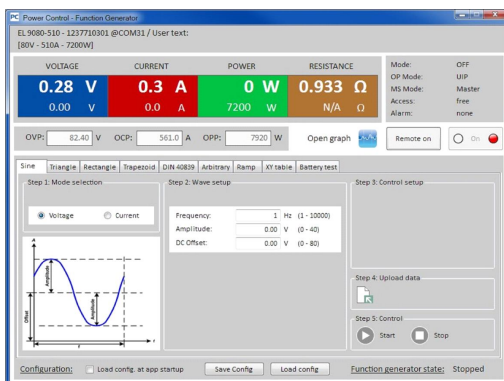 PC Power Control - Function Generator
EL 9080-510 - 1237710301 @COM31 / User text:
[80V - 510A - 7200W]
VOLTAGE CURRENT POWER RESISTANCE
0.28 V 0.3 A 0 W 0.933 Ω
0.00 V 0.0 A 7200 W N/A Ω
Mode: OFF
OP Mode: UIP
MS Mode: Master
Access: free
Alarm: none
OVP: 82.40 V OCP: 561.0 A OPP: 7920 W Open graph Remote on On
Sine Triangle Rectangle Trapezoid DIN 40839 Arbitrary Ramp XY table Battery test
Step 1: Mode selection
Voltage Current
Step 2: Wave setup
Frequency: 1 Hz (1 - 10000)
Amplitude: 0.00 V (0 - 40)
DC Offset: 0.00 V (0 - 80)
Step 3: Control setup
Step 4: Upload data
Step 5: Control
Start Stop
A
Amplitude
Amplitude
Offset
f
t
Configuration: Load config. at app startup Save Config Load config Function generator state: Stopped